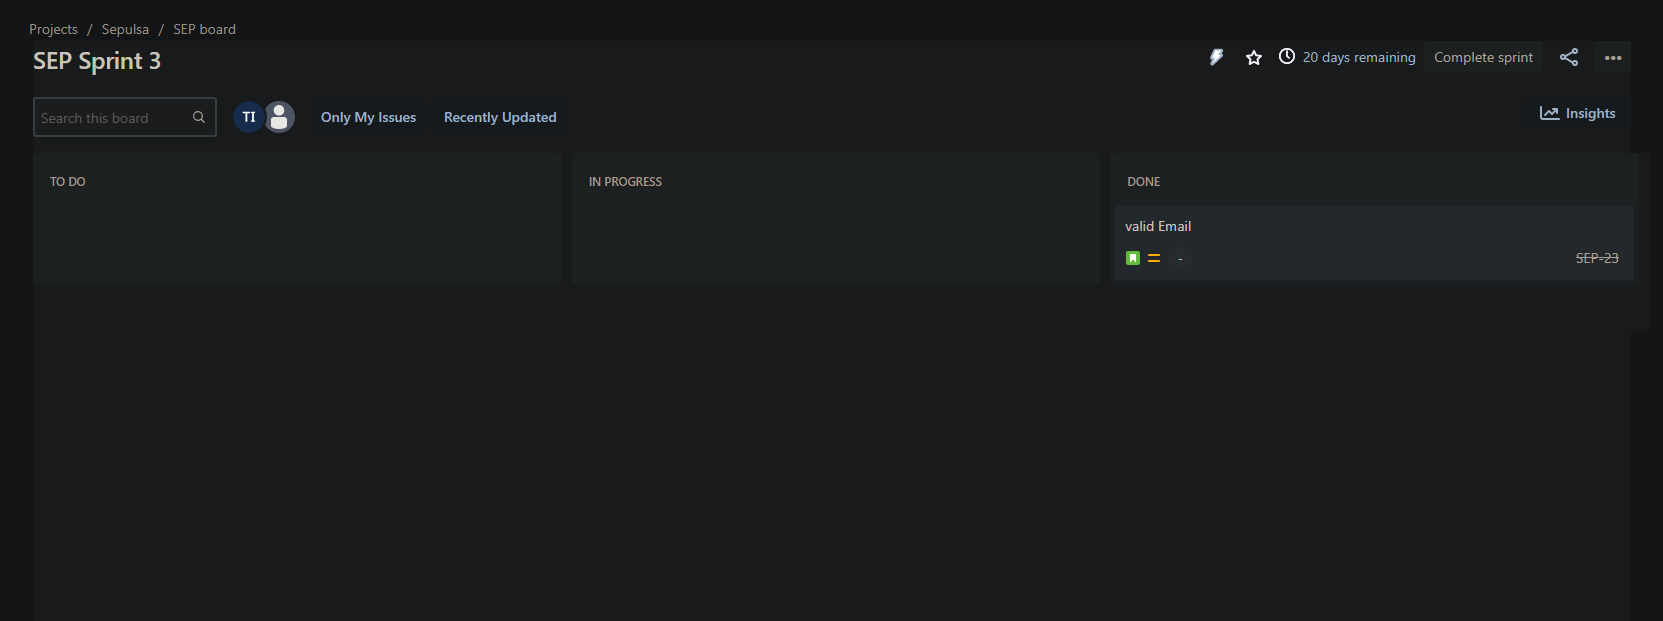 Projects / Sepulsa / SEP board
SEP Sprint 3
20 days remaining
Complete sprint
Search this board
TI
Only My Issues
Recently Updated
Insights
TO DO
IN PROGRESS
DONE
valid Email
-
SEP-23